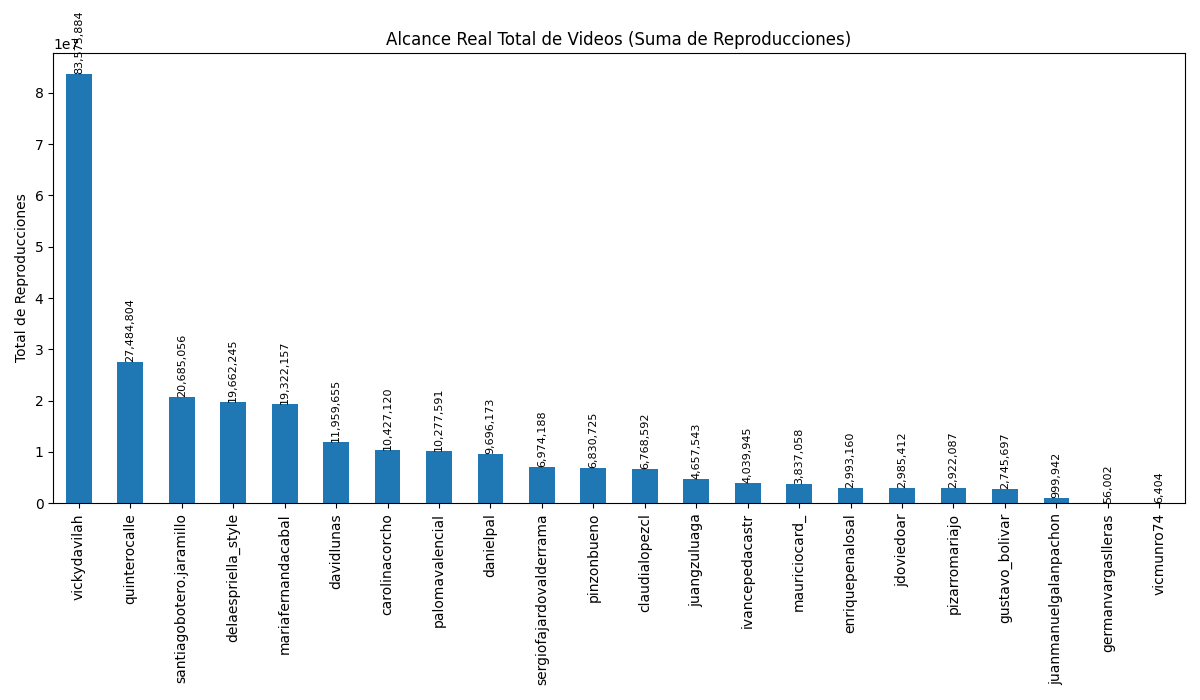 Alcance Real Total de Videos (Suma de Reproducciones)
1e7
Total de Reproducciones
8
7
6
5
4
3
2
1
0
27,484,804
20,685,056
19,662,245
19,322,157
11,959,655
10,427,120
10,277,591
9,696,173
6,974,188
6,830,725
6,768,592
4,657,543
4,039,945
3,837,058
2,993,160
2,985,412
2,922,087
2,745,697
999,942
56,002
6,404
vickydavilah
quinterocalle
santiagobotero.jaramillo
delaespriella_style
mariafernandacabal
davidlunas
carolinacorcho
palomavalencial
danielpal
sergiofajardovalderrama
pinzonbueno
claudialopezcl
juangzuluaga
ivancepedacastr
mauriciocard_
enriquepenalosal
jdoviedoar
pizarromariajo
gustavo_bolivar
juanmanuelgalanpachon
germanvargaslleras
vicmunro74